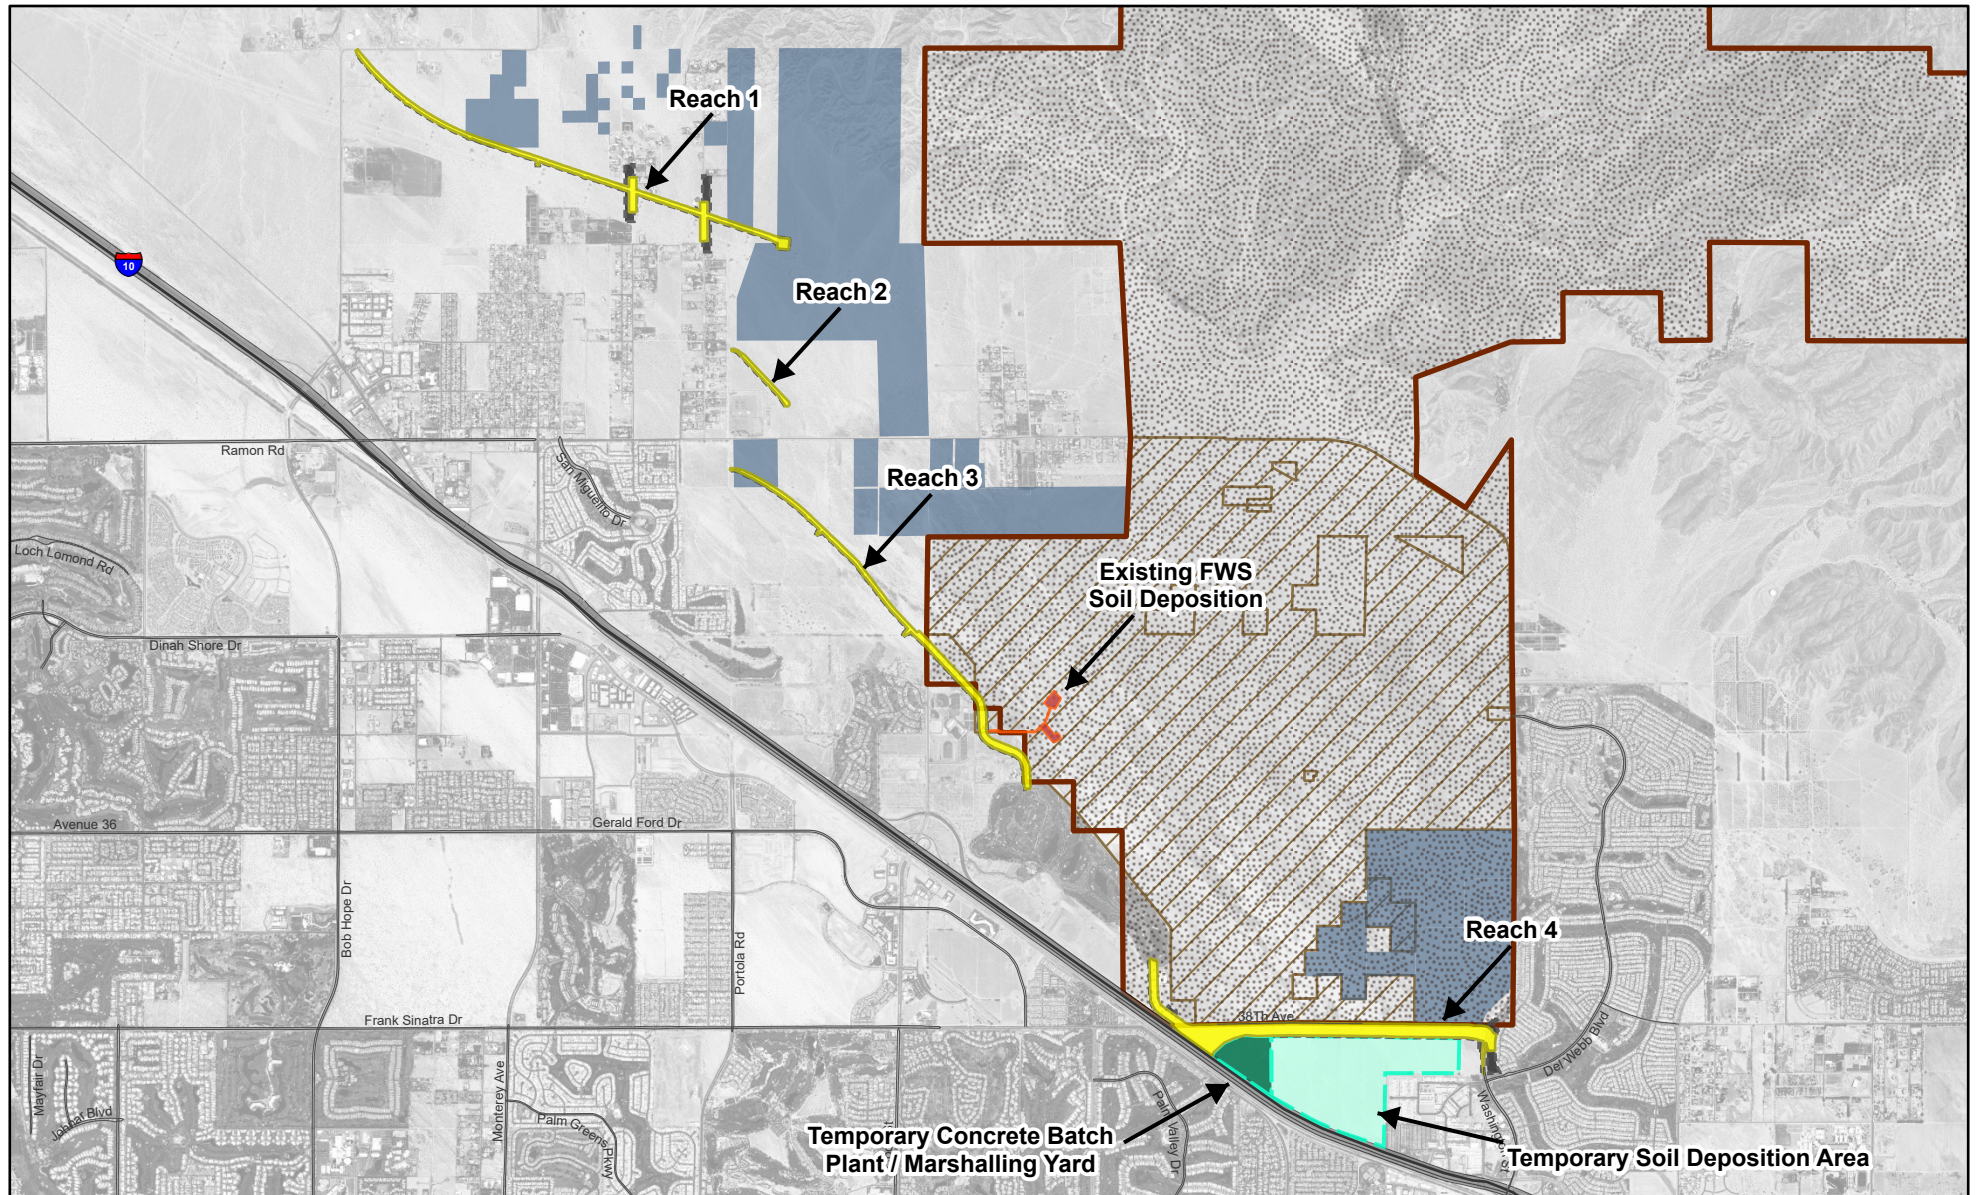 Reach 1
10
Reach 2
Ramon Rd
San Miguelito Dr
Reach 3
Loch Lomond Rd
Existing FWS
Soil Deposition
Dinah Shore Dr
Avenue 36
Gerald Ford Dr
Bob Hope Dr
Portola Rd
Reach 4
38Th Ave
Frank Sinatra Dr
Del Webb Blvd
Mayfair Dr
Monterey Ave
Johnar Blvd
Palm Greens Pkwy
Palm Valley Dr
Washington St
Temporary Concrete Batch
Plant / Marshalling Yard
Temporary Soil Deposition Area